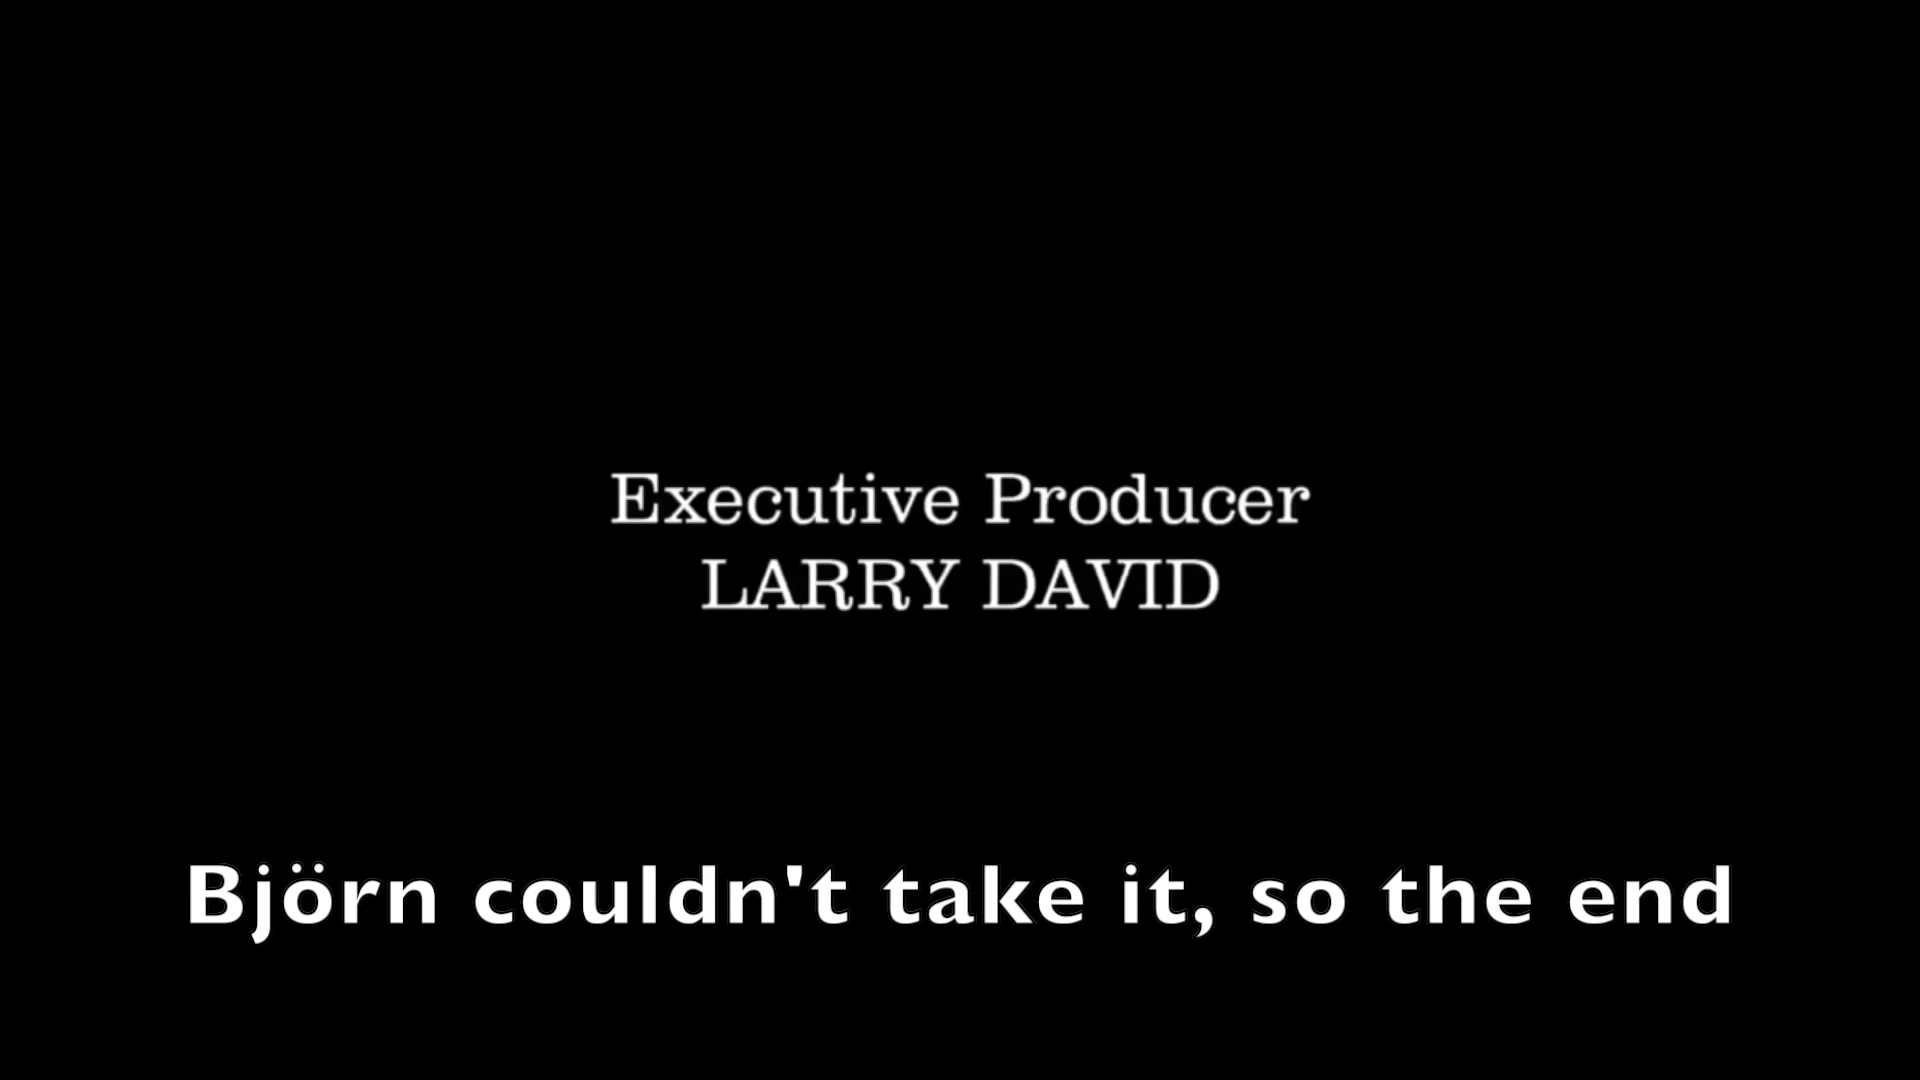 Executive Producer
LARRY DAVID
Björn couldn't take it, so the end